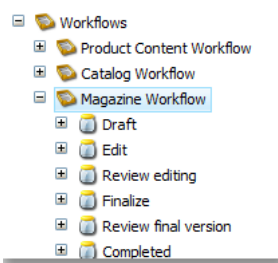 Workflows
Product Content Workflow
Catalog Workflow
Magazine Workflow
Draft
Edit
Review editing
Finalize
Review final version
Completed